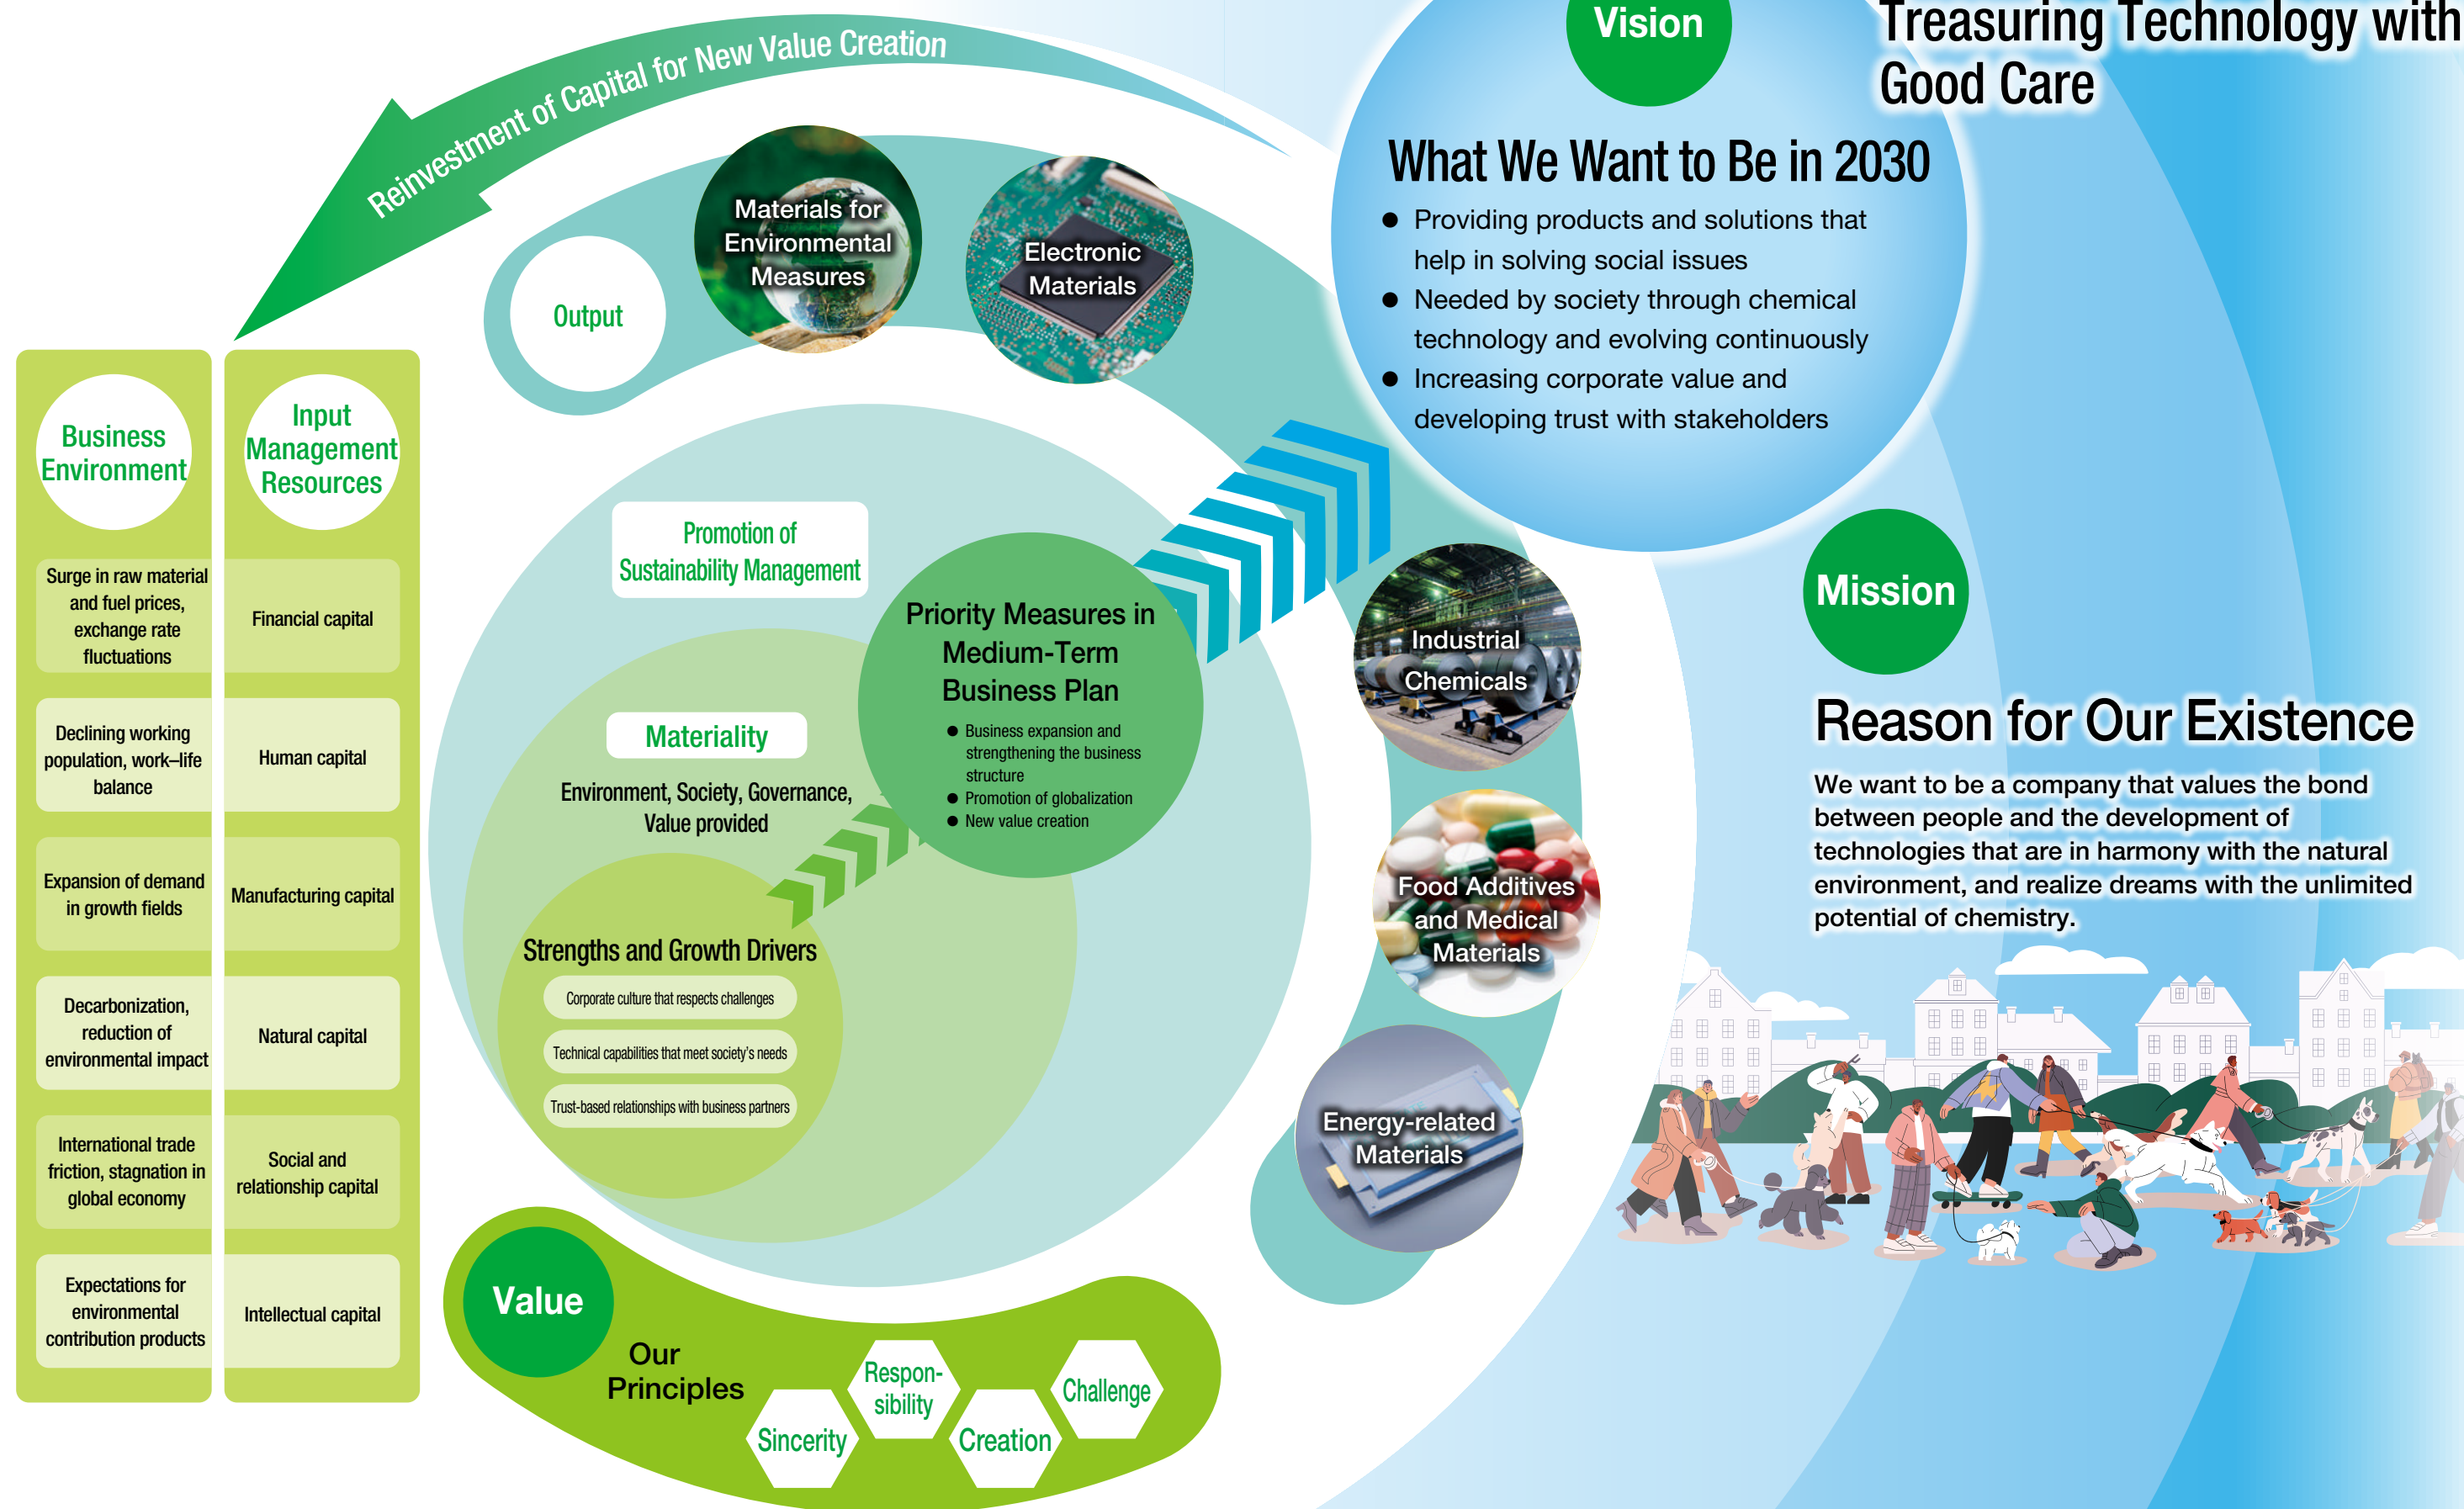 Reinvestment of Capital for New Value Creation
Vision
Treasuring Technology with
Good Care
What We Want to Be in 2030
● Providing products and solutions that
help in solving social issues
● Needed by society through chemical
technology and evolving continuously
● Increasing corporate value and
developing trust with stakeholders
Output
Materials for
Environmental
Measures
Electronic
Materials
Business
Environment
Surge in raw material
and fuel prices,
exchange rate
fluctuations
Declining working
population, work–life
balance
Expansion of demand
in growth fields
Decarbonization,
reduction of
environmental impact
International trade
friction, stagnation in
global economy
Expectations for
environmental
contribution products
Input
Management
Resources
Financial capital
Human capital
Manufacturing capital
Natural capital
Social and
relationship capital
Intellectual capital
Promotion of
Sustainability Management
Materiality
Environment, Society, Governance,
Value provided
Strengths and Growth Drivers
Corporate culture that respects challenges
Technical capabilities that meet society's needs
Trust-based relationships with business partners
Priority Measures in
Medium-Term
Business Plan
● Business expansion and
strengthening the business
structure
● Promotion of globalization
● New value creation
Industrial
Chemicals
Food Additives
and Medical
Materials
Energy-related
Materials
Mission
Reason for Our Existence
We want to be a company that values the bond
between people and the development of
technologies that are in harmony with the natural
environment, and realize dreams with the unlimited
potential of chemistry.
Value
Our
Principles
Sincerity
Respon-
sibility
Creation
Challenge